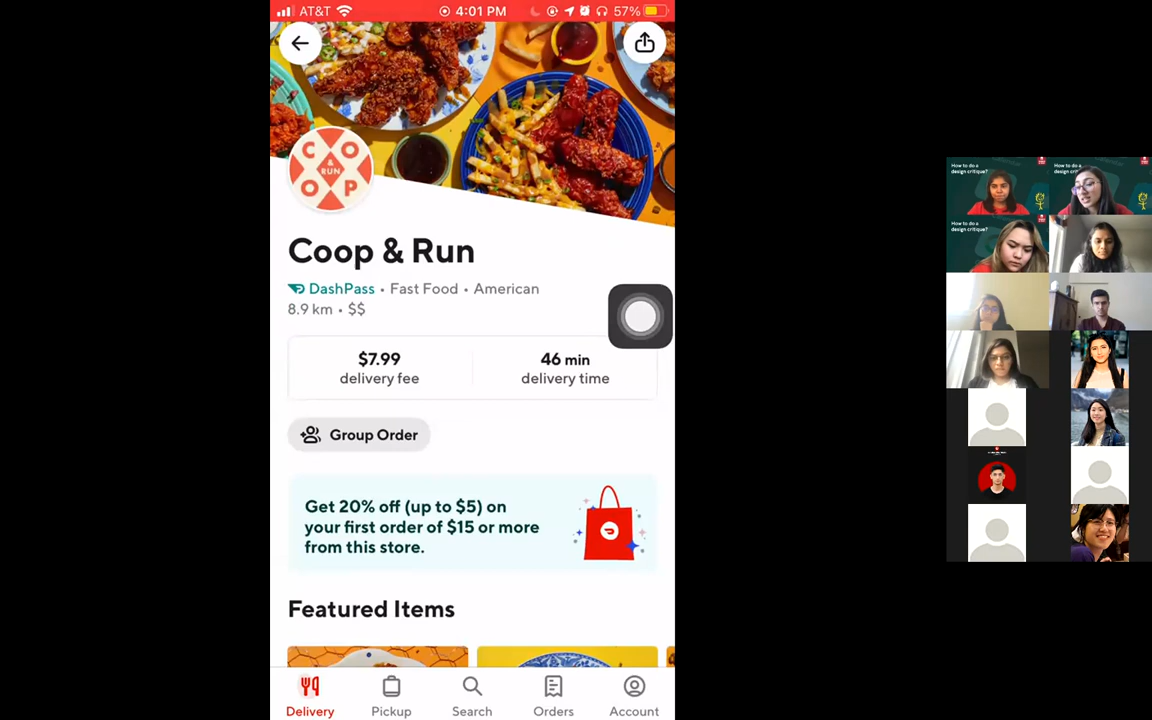 AT&T
4:01 PM
57%
CO
& RUN
OP
Coop & Run
DashPass • Fast Food • American
8.9 km • $$
$7.99
delivery fee
46 min
delivery time
Group Order
Get 20% off (up to $5) on
your first order of $15 or more
from this store.
Featured Items
Delivery
Pickup
Search
Orders
Account
How to do a
design critique?
How to do a
design critique?
How to do a
design critique?